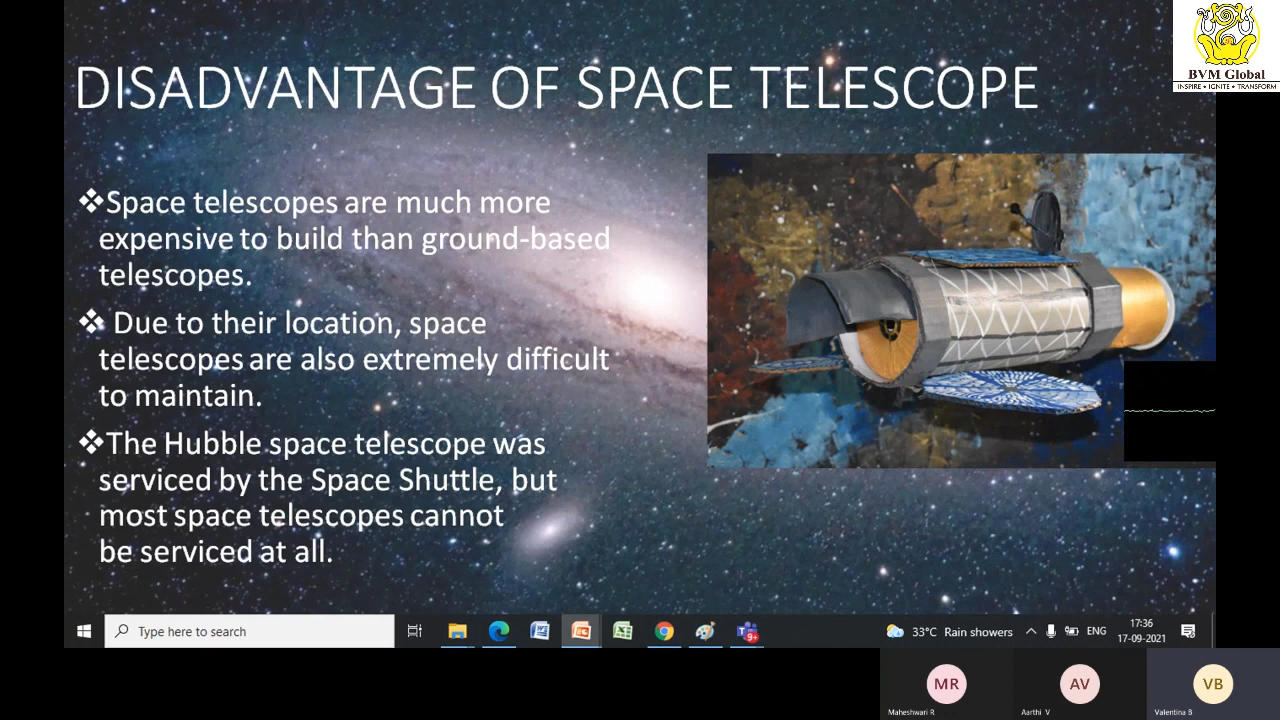 BVM Global
INSPIRE • IGNITE • TRANSFORM
DISADVANTAGE OF SPACE TELESCOPE
❖Space telescopes are much more
expensive to build than ground-based
telescopes.
❖ Due to their location, space
telescopes are also extremely difficult
to maintain.
❖The Hubble space telescope was
serviced by the Space Shuttle, but
most space telescopes cannot
be serviced at all.
Type here to search
9+
33°C Rain showers
ENG
17:36
17-09-2021
MR
AV
VB
Maheshwari R
Aarthi V
Valentina B